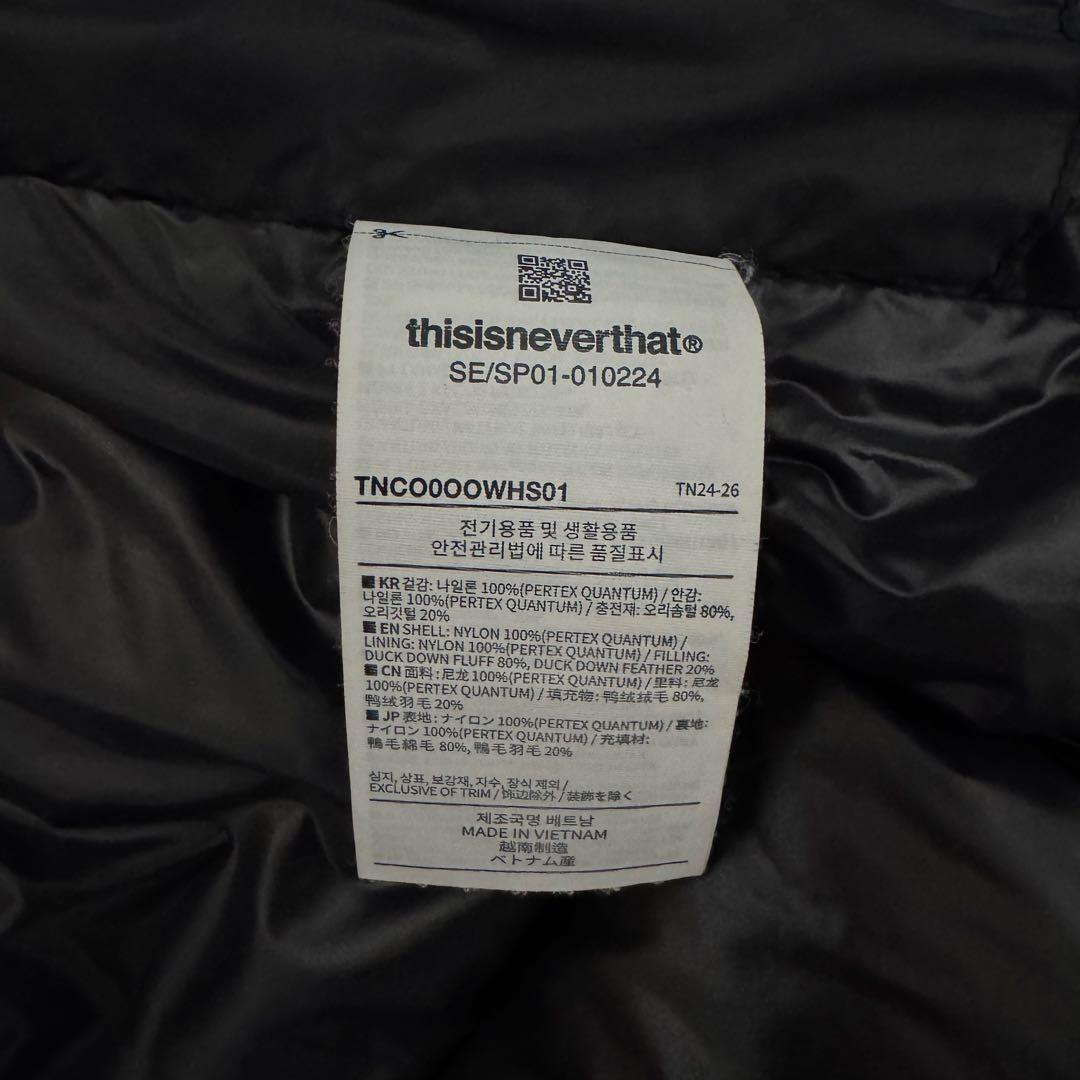 thisisneverthat®
SE/SP01-010224
TNCO0OOWHS01
TN24-26
전기용품 및 생활용품
안전관리법에 따른 품질표시
KR 겉감: 나일론 100%(PERTEX QUANTUM) / 안감:
나일론 100%(PERTEX QUANTUM) / 충전재: 오리솜털 80%,
오리깃털 20%
EN SHELL: NYLON 100%(PERTEX QUANTUM) /
LINING: NYLON 100%(PERTEX QUANTUM) / FILLING:
DUCK DOWN FLUFF 80%, DUCK DOWN FEATHER 20%
CN 面料: 尼龙 100%(PERTEX QUANTUM) / 里料: 尼龙
100%(PERTEX QUANTUM) / 填充物: 鸭绒绒毛 80%,
鸭绒羽毛 20%
JP 表地: ナイロン 100%(PERTEX QUANTUM) / 裏地:
ナイロン 100%(PERTEX QUANTUM) / 充填材:
鴨毛綿毛 80%, 鴨毛羽毛 20%
심지, 상표, 보강재, 자수, 장식 제외 /
EXCLUSIVE OF TRIM / 饰边除外 / 装飾を除く
제조국명 베트남
MADE IN VIETNAM
越南制造
ベトナム産